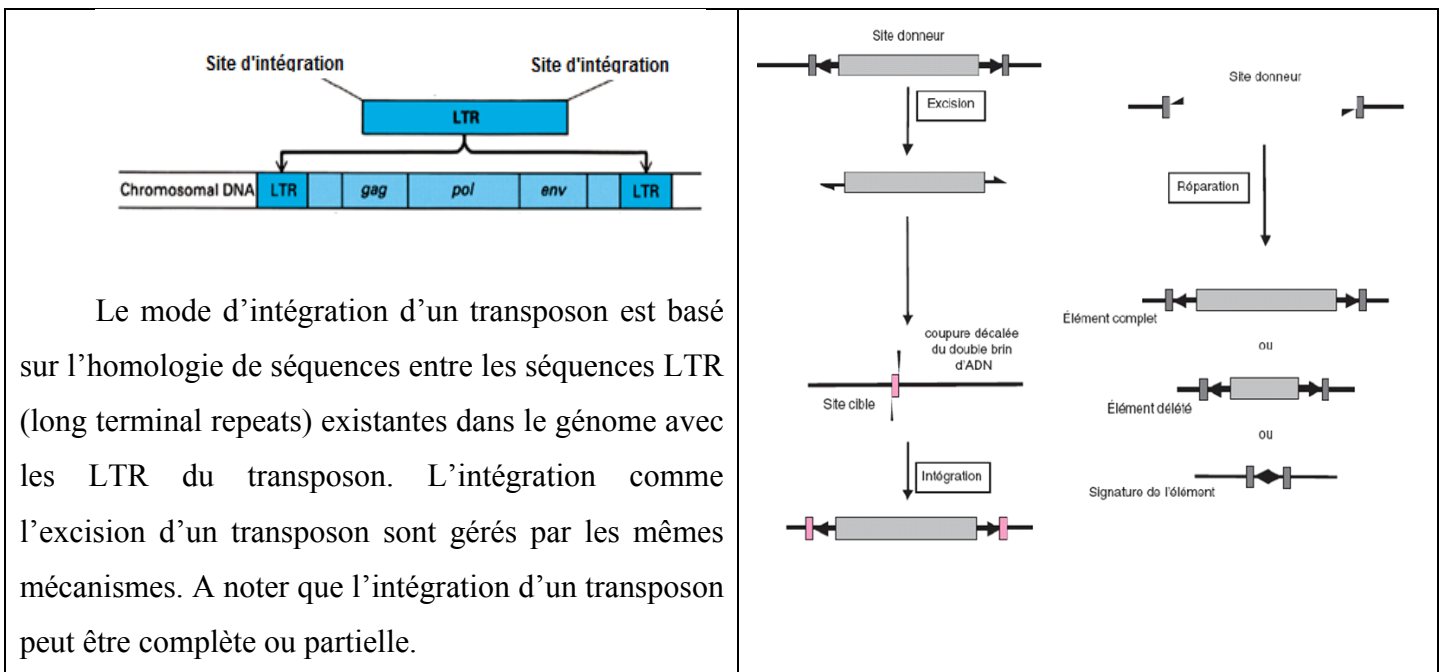 Site d'intégration Site d'intégration
LTR
Chromosomal DNA LTR gag pol env LTR
Le mode d’intégration d’un transposon est basé
sur l’homologie de séquences entre les séquences LTR
(long terminal repeats) existantes dans le génome avec
les LTR du transposon. L’intégration comme
l’excision d’un transposon sont gérés par les mêmes
mécanismes. A noter que l’intégration d’un transposon
peut être complète ou partielle.
Site donneur
Excision
coupure décalée
du double brin
d'ADN
Site cible
Intégration
Site donneur
Réparation
Élément complet
ou
Élément délété
ou
Signature de l'élément